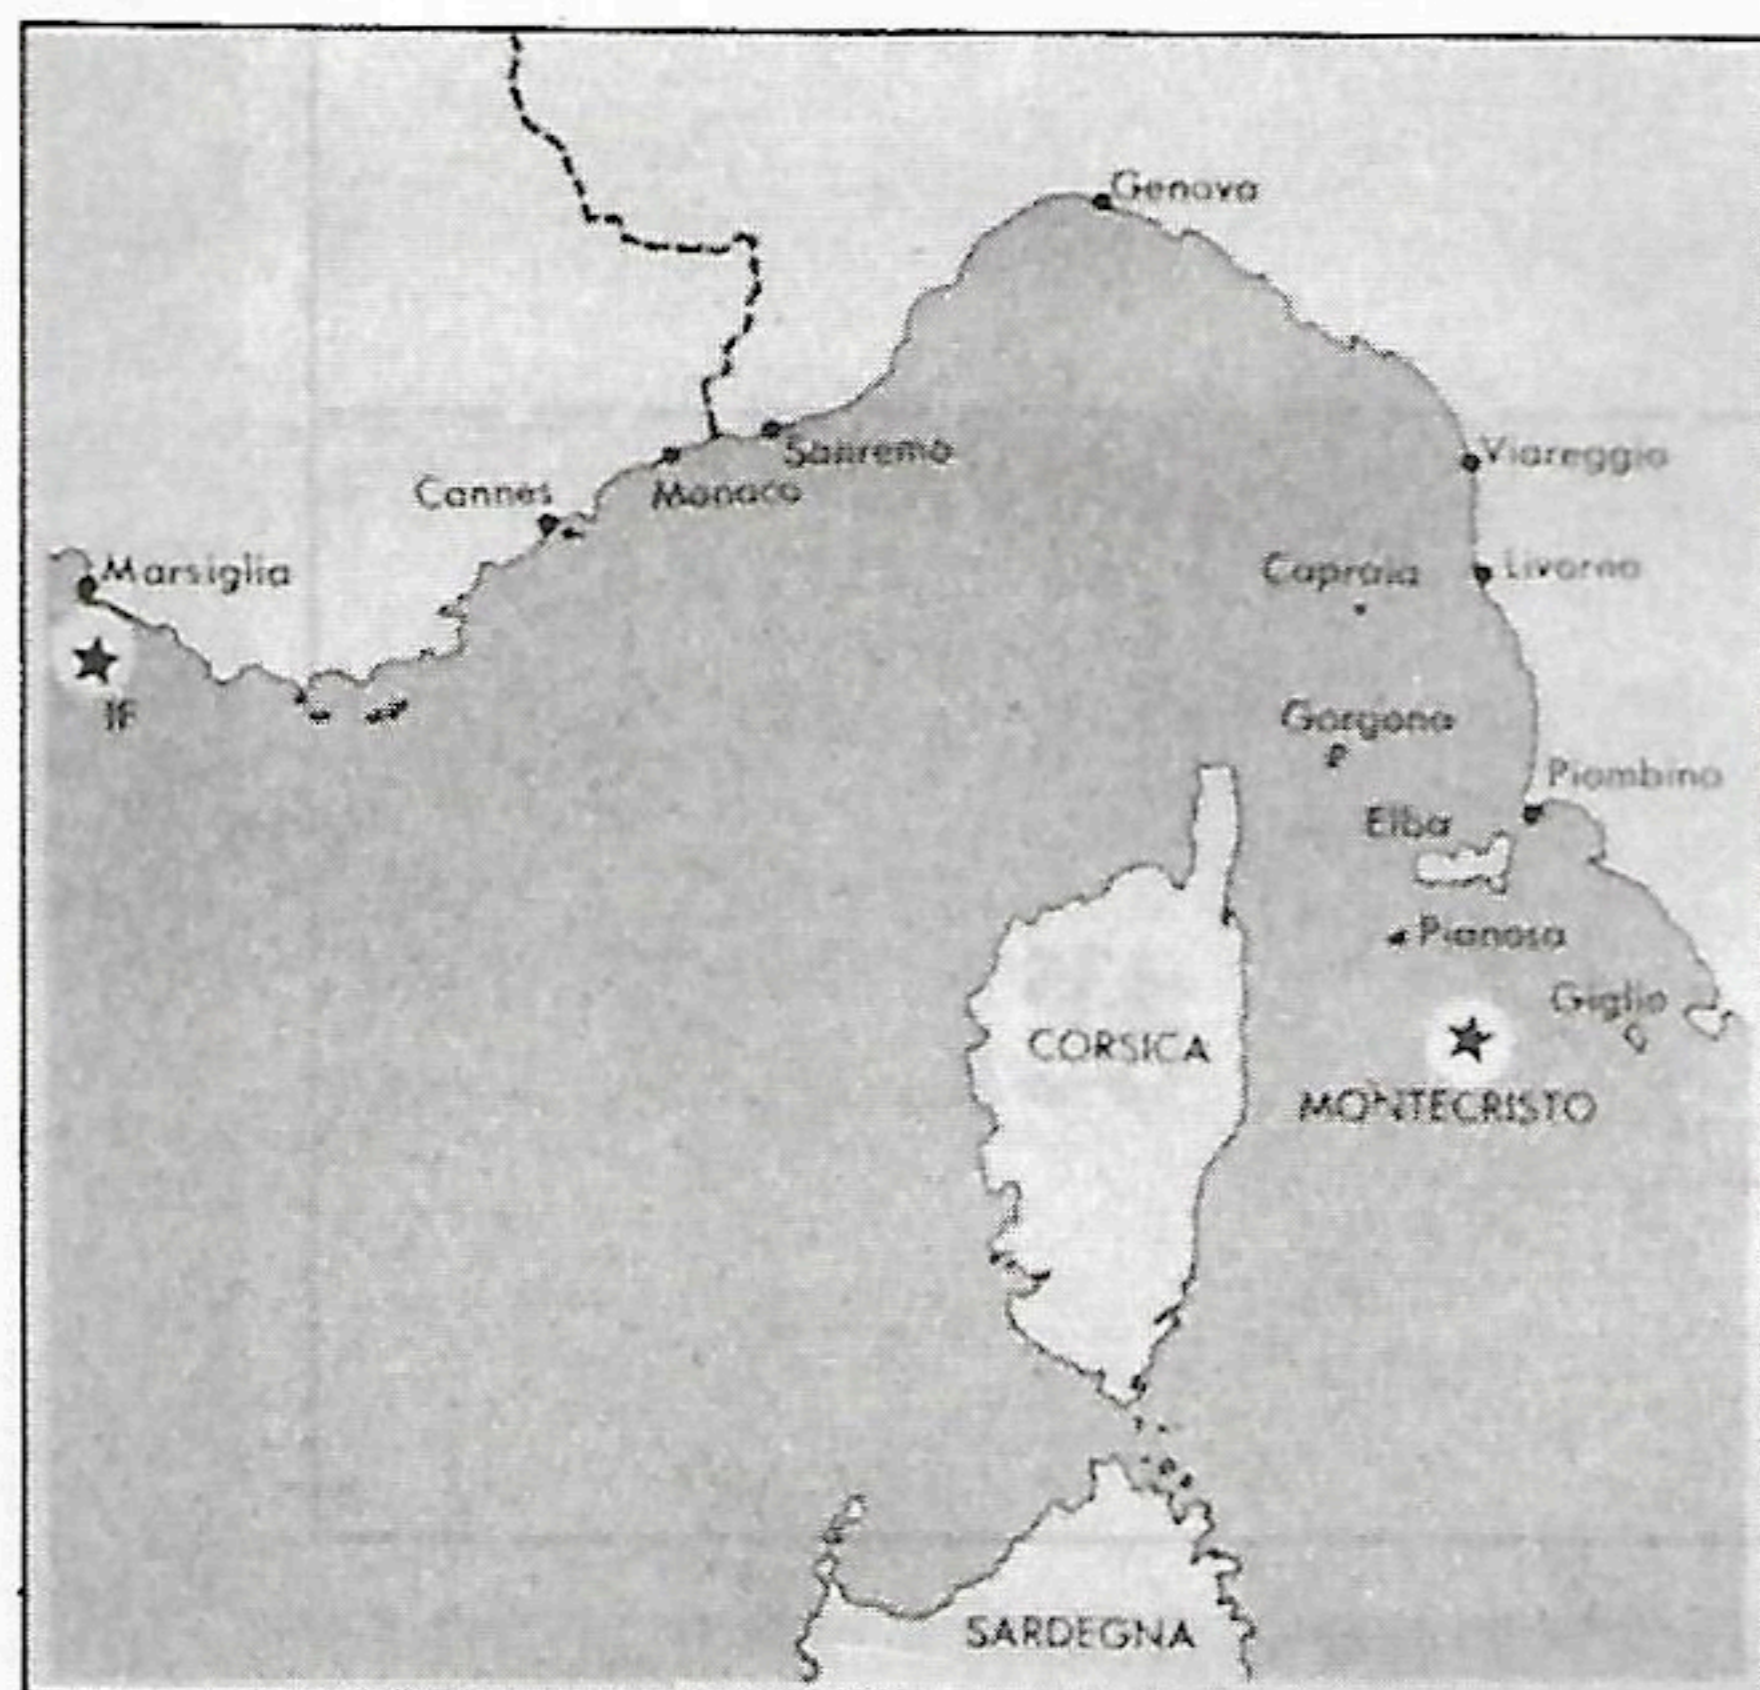 Genova
Sanremo
Viareggio
Cannes
Monaco
Marsiglia
Capraia
Livorno
IF
Gorgona
Piombino
Elba
Pianosa
Giglio
CORSICA
MONTECRISTO
SARDEGNA